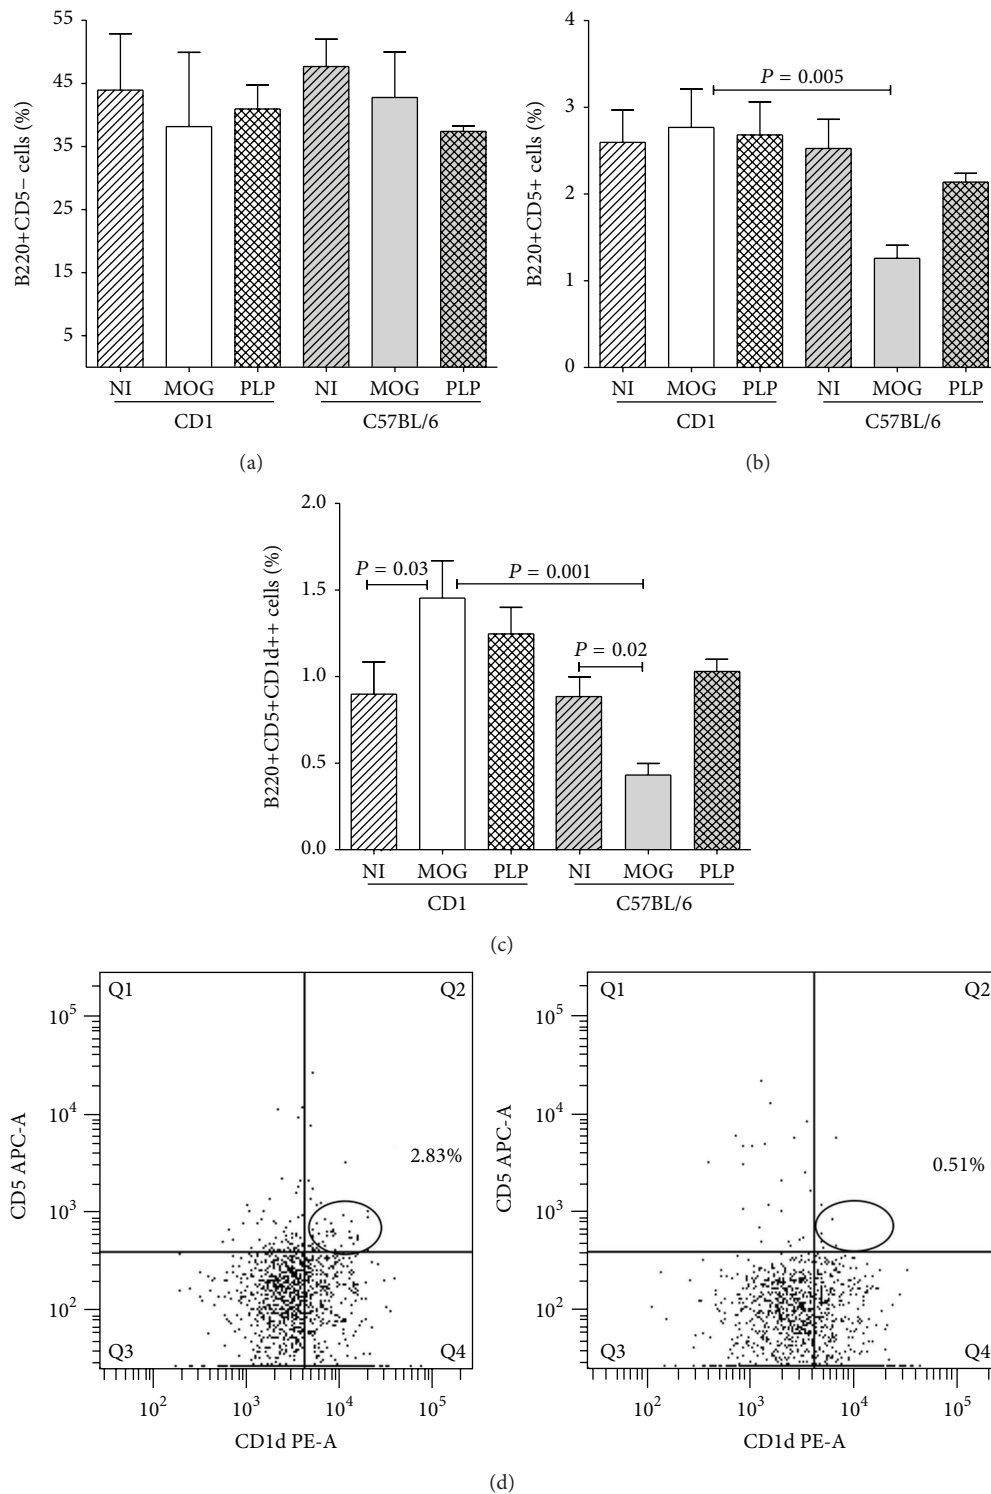 55
45
35
25
15
5
B220+CD5− cells (%)
NI MOG PLP NI MOG PLP
CD1 C57BL/6
(a)
4
3
2
1
0
B220+CD5+ cells (%)
P = 0.005
NI MOG PLP NI MOG PLP
CD1 C57BL/6
(b)
2.0
1.5
1.0
0.5
0.0
B220+CD5+CD1d++ cells (%)
P = 0.03
P = 0.001
P = 0.02
NI MOG PLP NI MOG PLP
CD1 C57BL/6
(c)
Q1 Q2
10⁵
10⁴
10³
10²
CD5 APC-A
2.83%
Q3 Q4
10² 10³ 10⁴ 10⁵
CD1d PE-A
Q1 Q2
10⁵
10⁴
10³
10²
CD5 APC-A
0.51%
Q3 Q4
10² 10³ 10⁴ 10⁵
CD1d PE-A
(d)